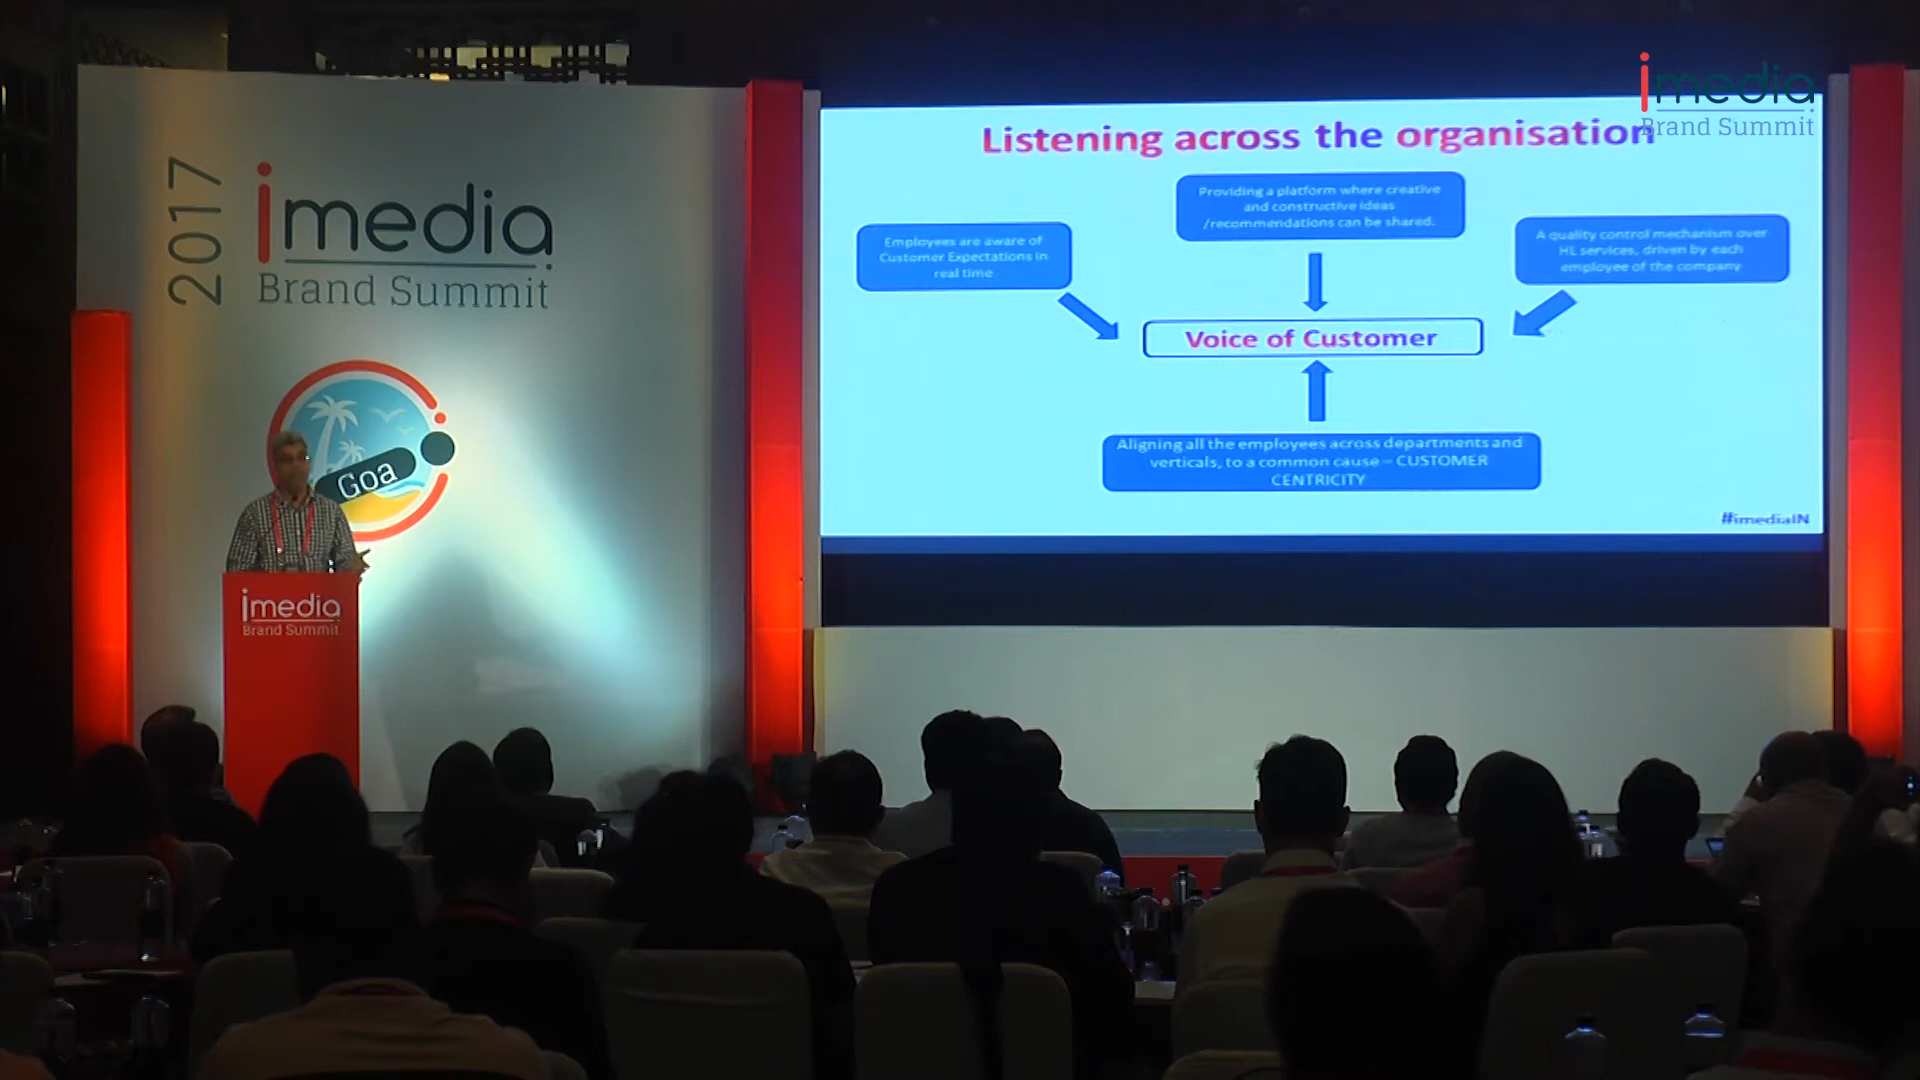 2017
imedia
Brand Summit
Goa
imedia
Brand Summit
imedia
Brand Summit
Listening across the organisation
Providing a platform where creative
and constructive ideas
/recommendations can be shared.
Employees are aware of
Customer Expectations in
real time
A quality control mechanism over
HL services, driven by each
employee of the company
Voice of Customer
Aligning all the employees across departments and
verticals, to a common cause – CUSTOMER
CENTRICITY
#imediaIN